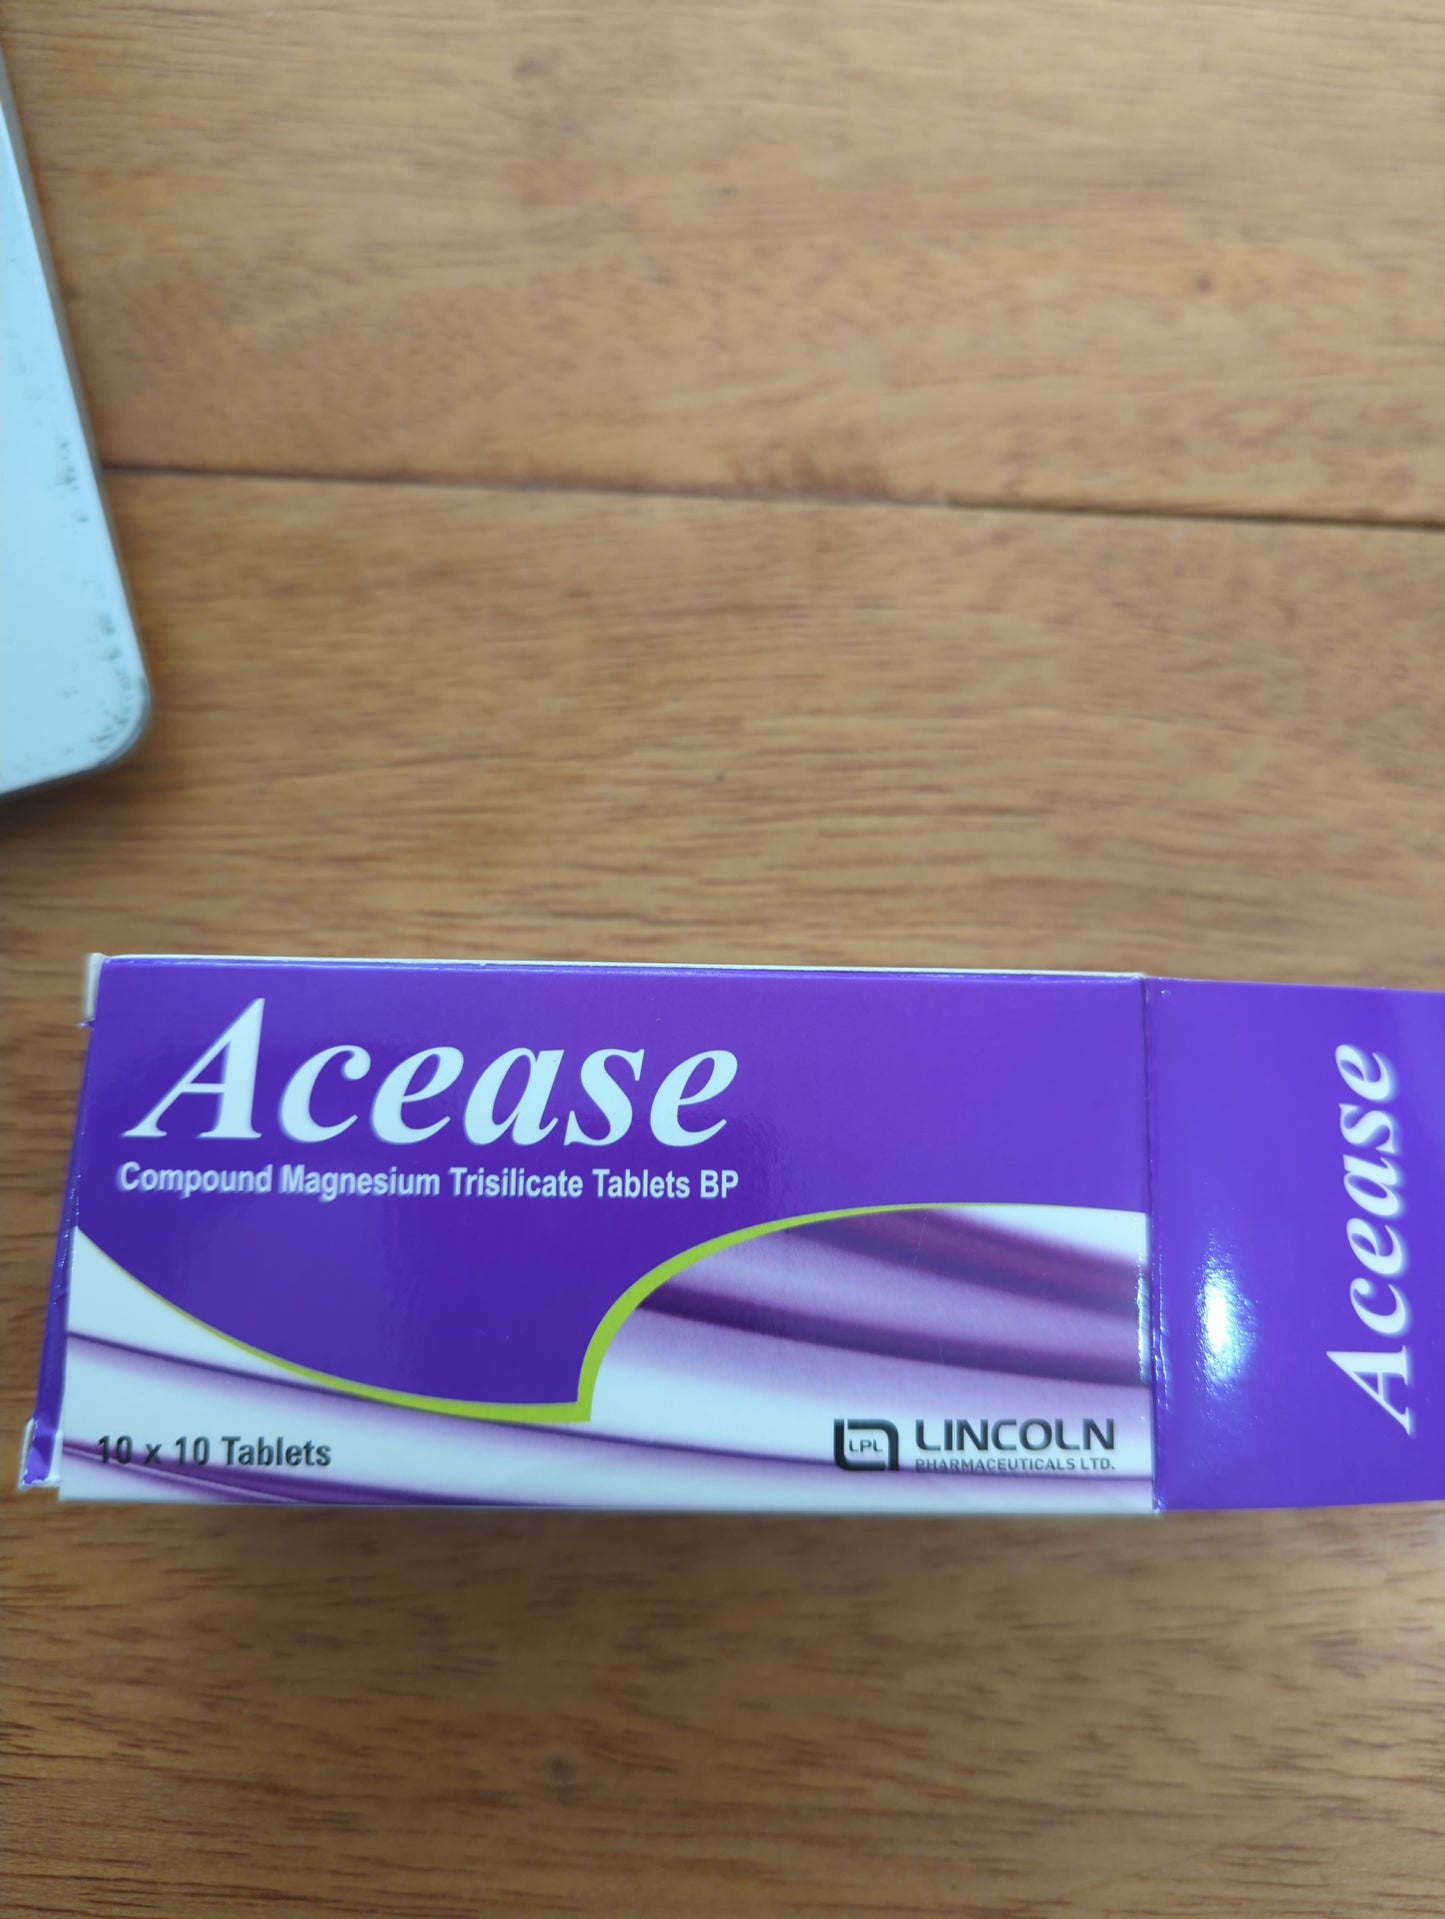 Acease
Compound Magnesium Trisilicate Tablets BP
10 x 10 Tablets
LPL
LINCOLN
PHARMACEUTICALS LTD.
Acease